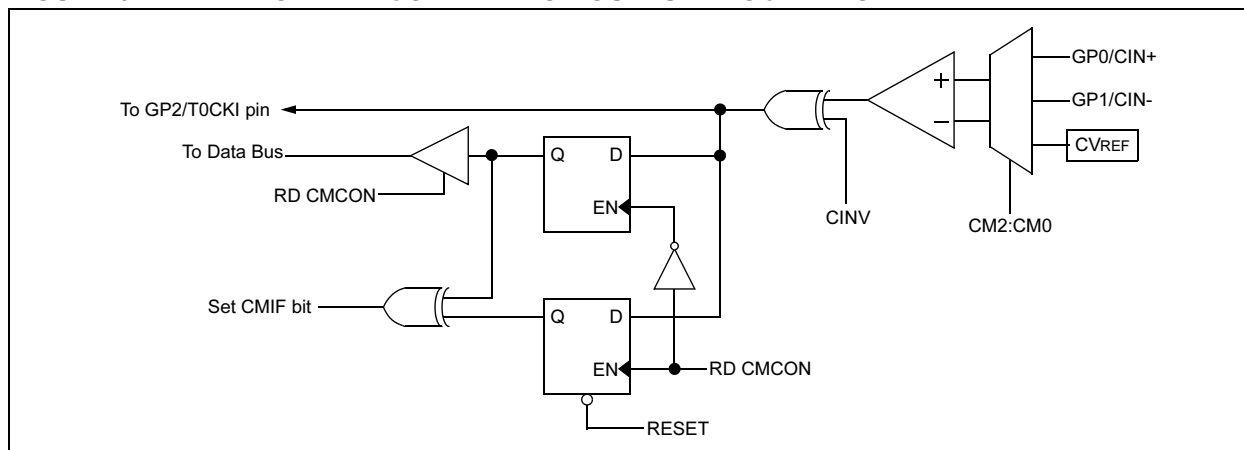 GP0/CIN+
To GP2/T0CKI pin
GP1/CIN-
To Data Bus
Q D
CVREF
RD CMCON
EN
CINV
CM2:CM0
Set CMIF bit
Q D
EN
RD CMCON
RESET